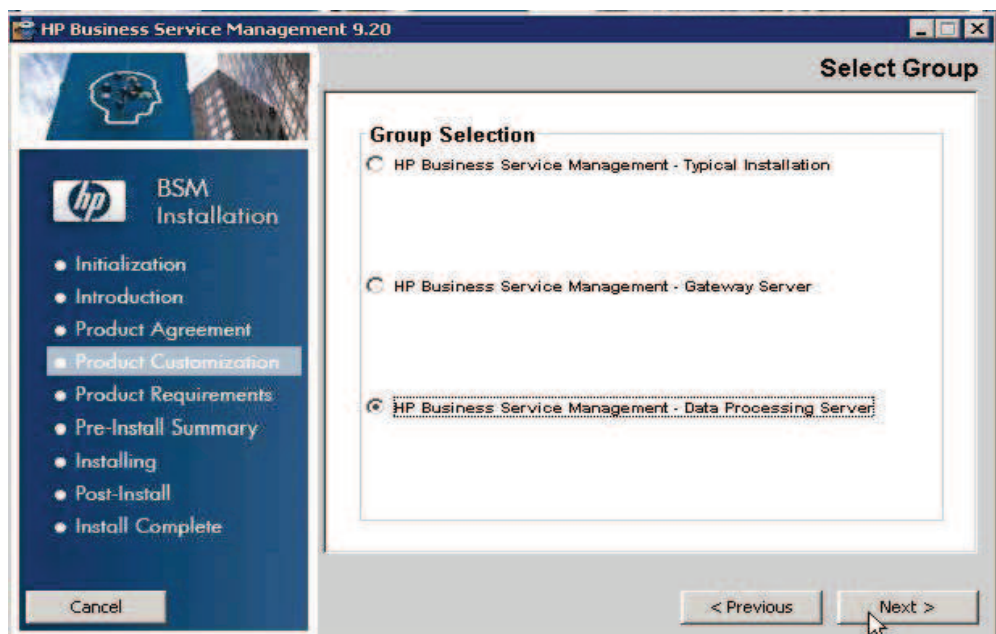 HP Business Service Management 9.20
Select Group
hp
BSM
Installation
Initialization
Introduction
Product Agreement
Product Customization
Product Requirements
Pre-Install Summary
Installing
Post-Install
Install Complete
Group Selection
HP Business Service Management - Typical Installation
HP Business Service Management - Gateway Server
HP Business Service Management - Data Processing Server
Cancel
< Previous
Next >